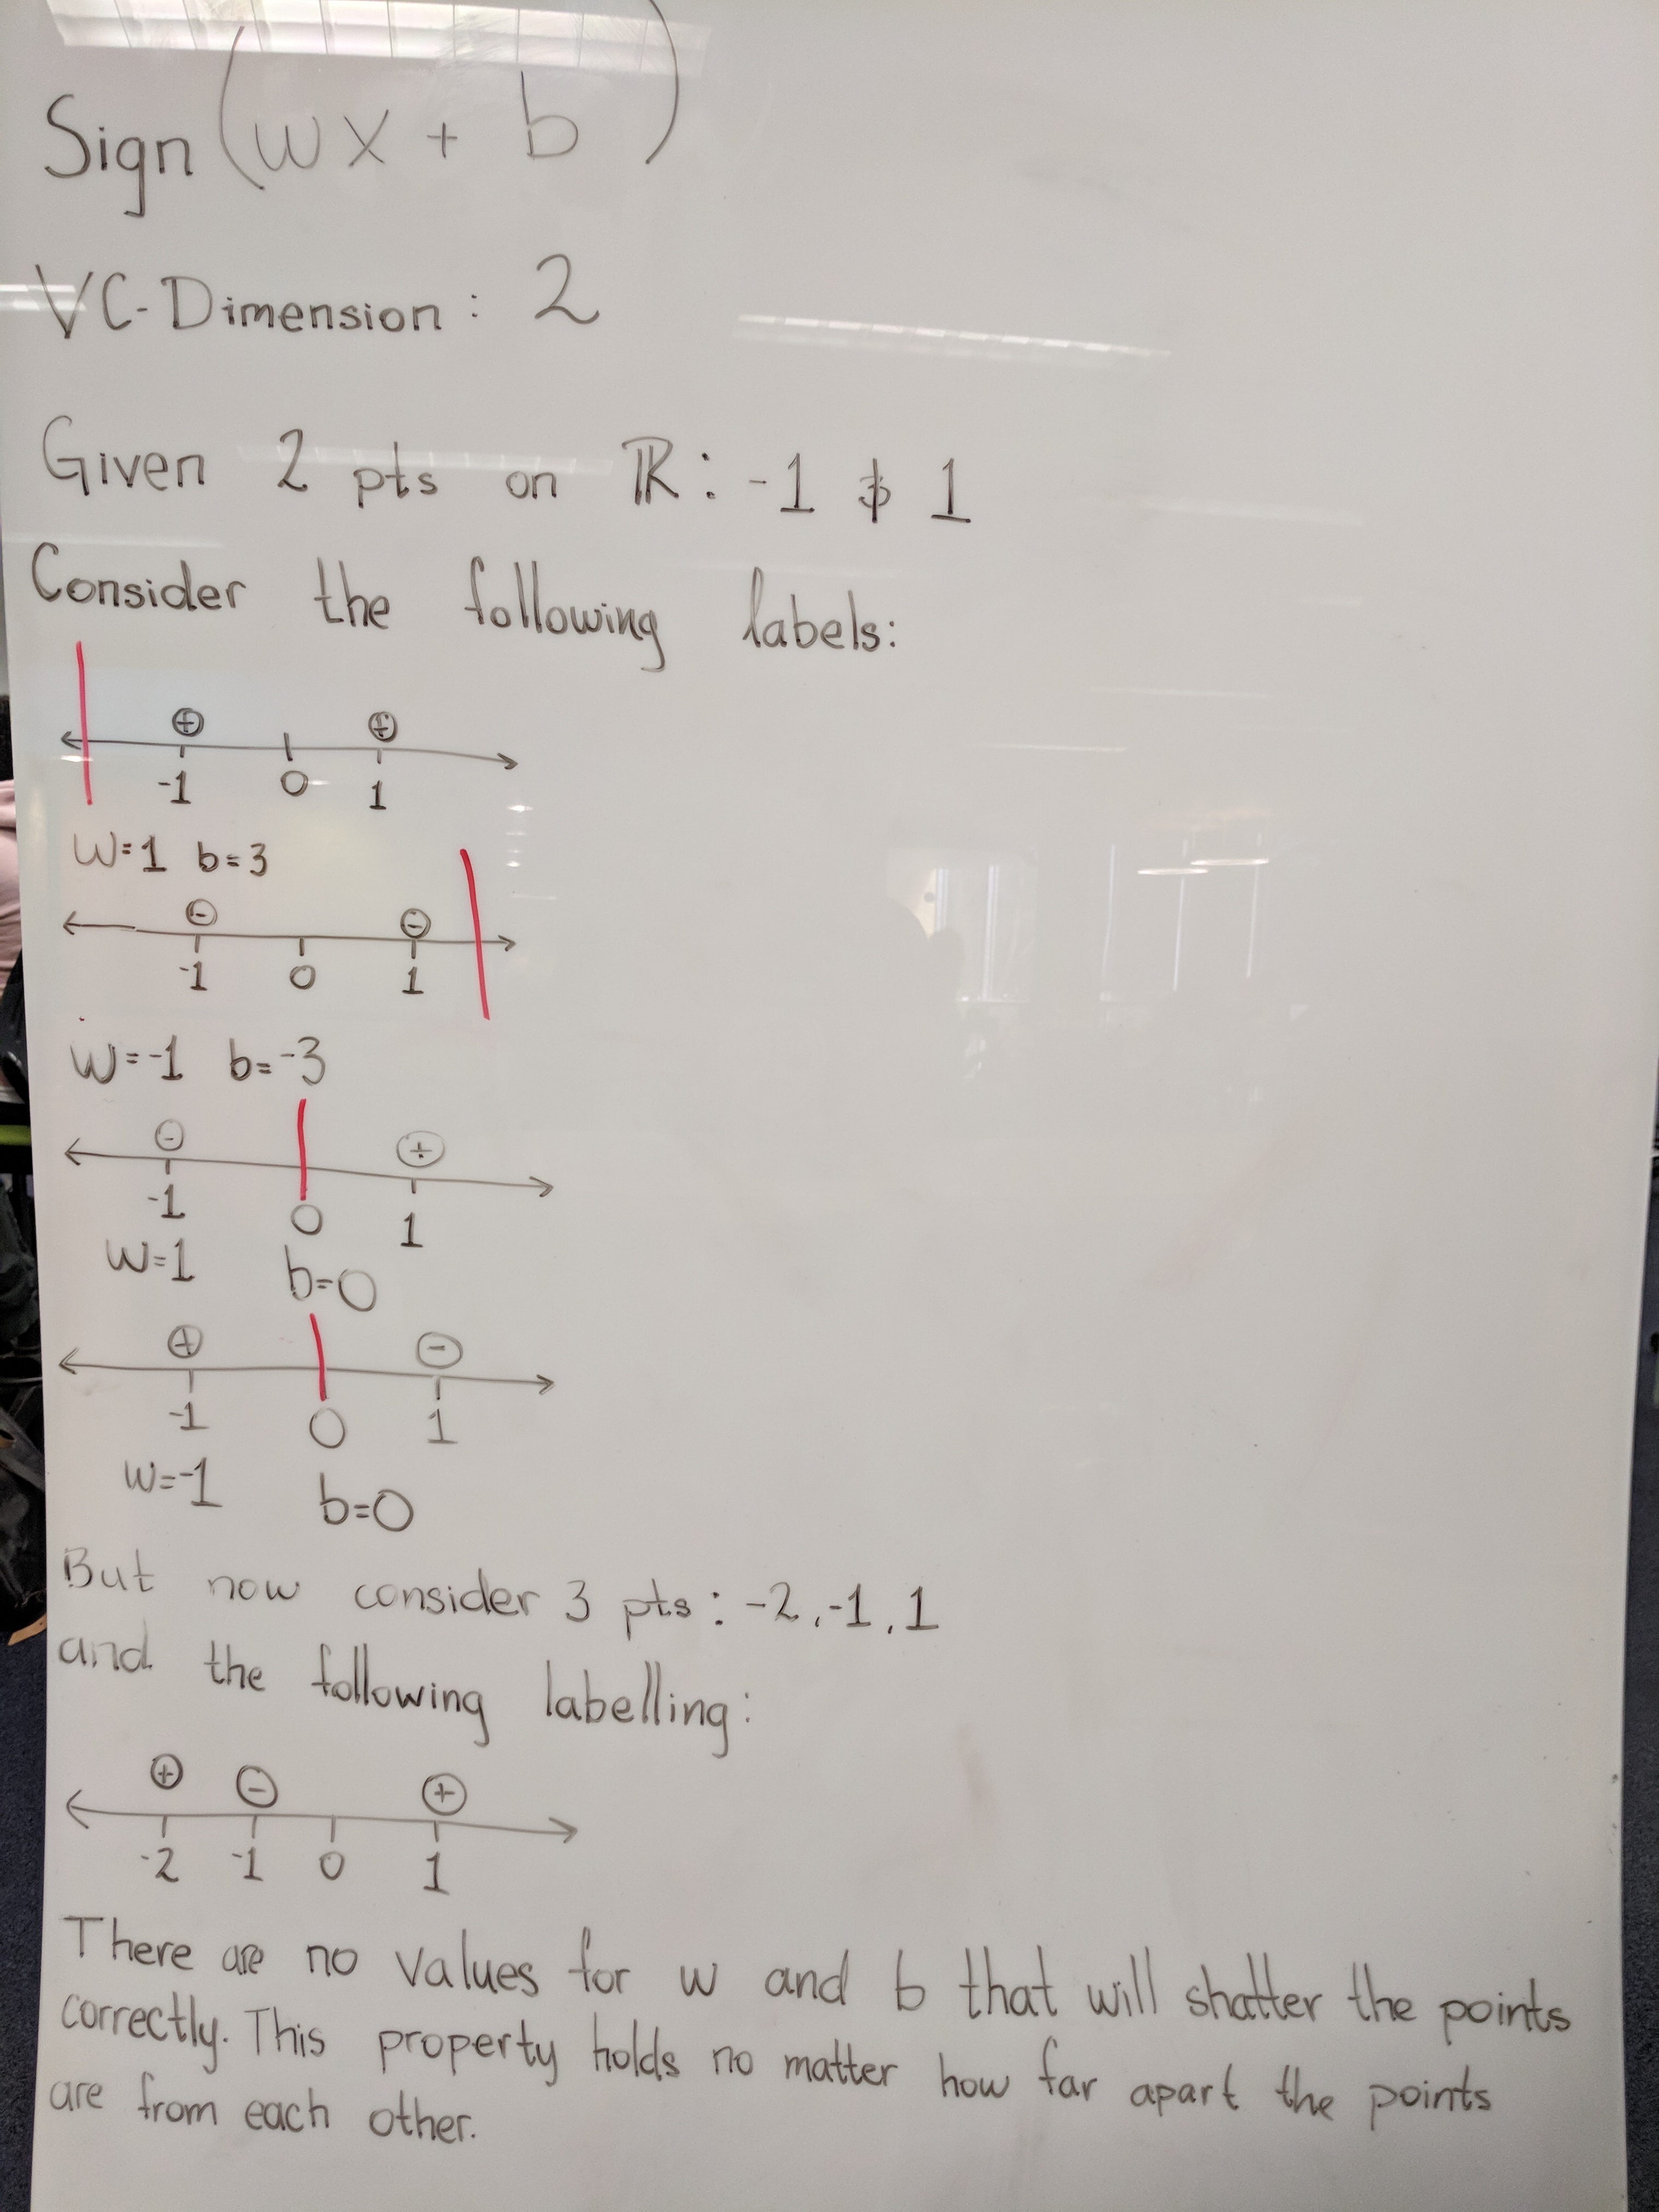 Sign (wx + b)
VC-Dimension: 2
Given 2 pts on ℝ: -1 & 1
Consider the following labels:
⊕ ⊕
-1 0 1
w=1 b=3
⊖ ⊖
-1 0 1
w=-1 b=-3
⊖ ⊕
-1 0 1
w=1 b=0
⊕ ⊖
-1 0 1
w=-1 b=0
But now consider 3 pts: -2,-1,1
and the following labelling:
⊕ ⊖ ⊕
-2 -1 0 1
There are no values for w and b that will shatter the points
correctly. This property holds no matter how far apart the points
are from each other.